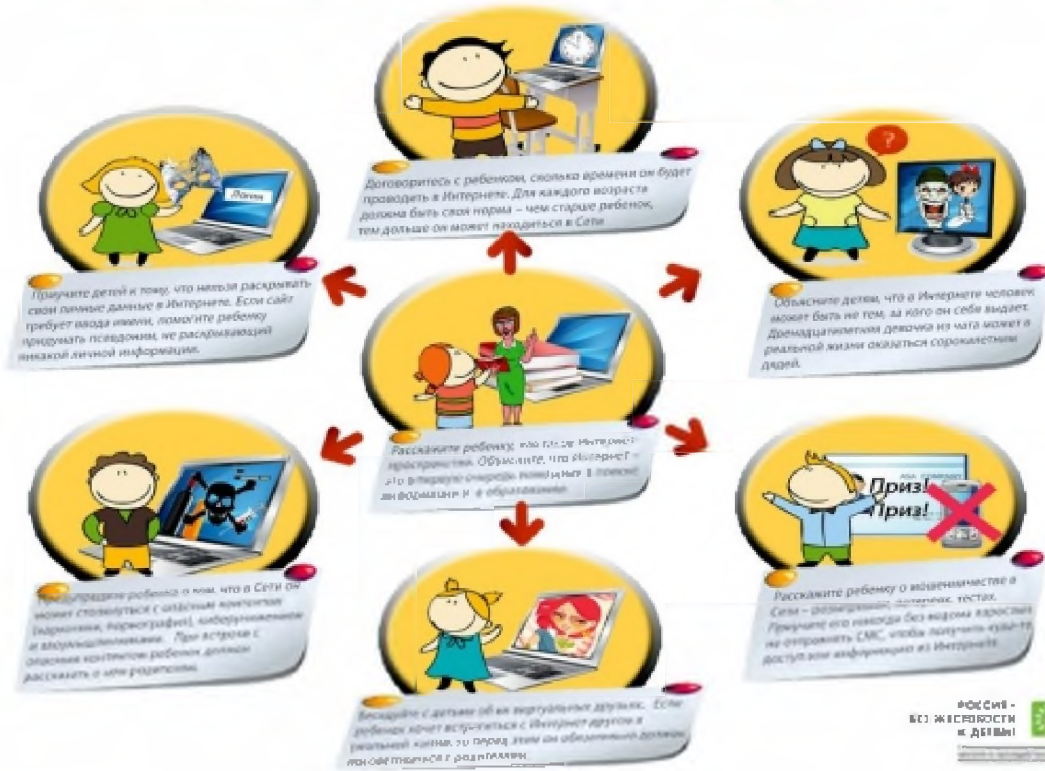 Договоритесь с ребенком, сколько времени он будет
проводить в Интернете. Для каждого возраста
должна быть своя норма – чем старше ребенок,
тем дольше он может находиться в Сети
Логин
Приучите детей к тому, что нельзя раскрывать
свои личные данные в Интернете. Если сайт
требует ввода имени, помогите ребенку
придумать псевдоним, не раскрывающий
никакой личной информации.
?
Объясните детям, что в Интернете человек
может быть не тем, за кого он себя выдает.
Двенадцатилетняя девочка из чата может в
реальной жизни оказаться сорокалетним
дядей.
Расскажите ребенку, что такое Интернет-
пространство. Объясните, что Интернет –
это в первую очередь помощник в поиске
информации и в образовании
ребенка о том, что в Сети он
может столкнуться с опасным контентом
(наркотики, порнография),
и злоумышленниками. При встрече с
опасным контентом ребенок должен
рассказать о нем родителям.
Приз!
Приз!
Расскажите ребенку о мошенничестве в
Сети – розыгрышах, лотереях, тестах.
Приучите его никогда без ведома взрослых
не отправлять СМС, чтобы получить
доступ или информацию из Интернета
Беседуйте с детьми об их виртуальных друзьях. Если
ребенок хочет встретиться с Интернет другом в
реальной жизни, то перед этим он обязательно должен
посоветоваться с родителями
РОССИЯ -
БЕЗ ЖЕСТОКОСТИ
К ДЕТЯМ!